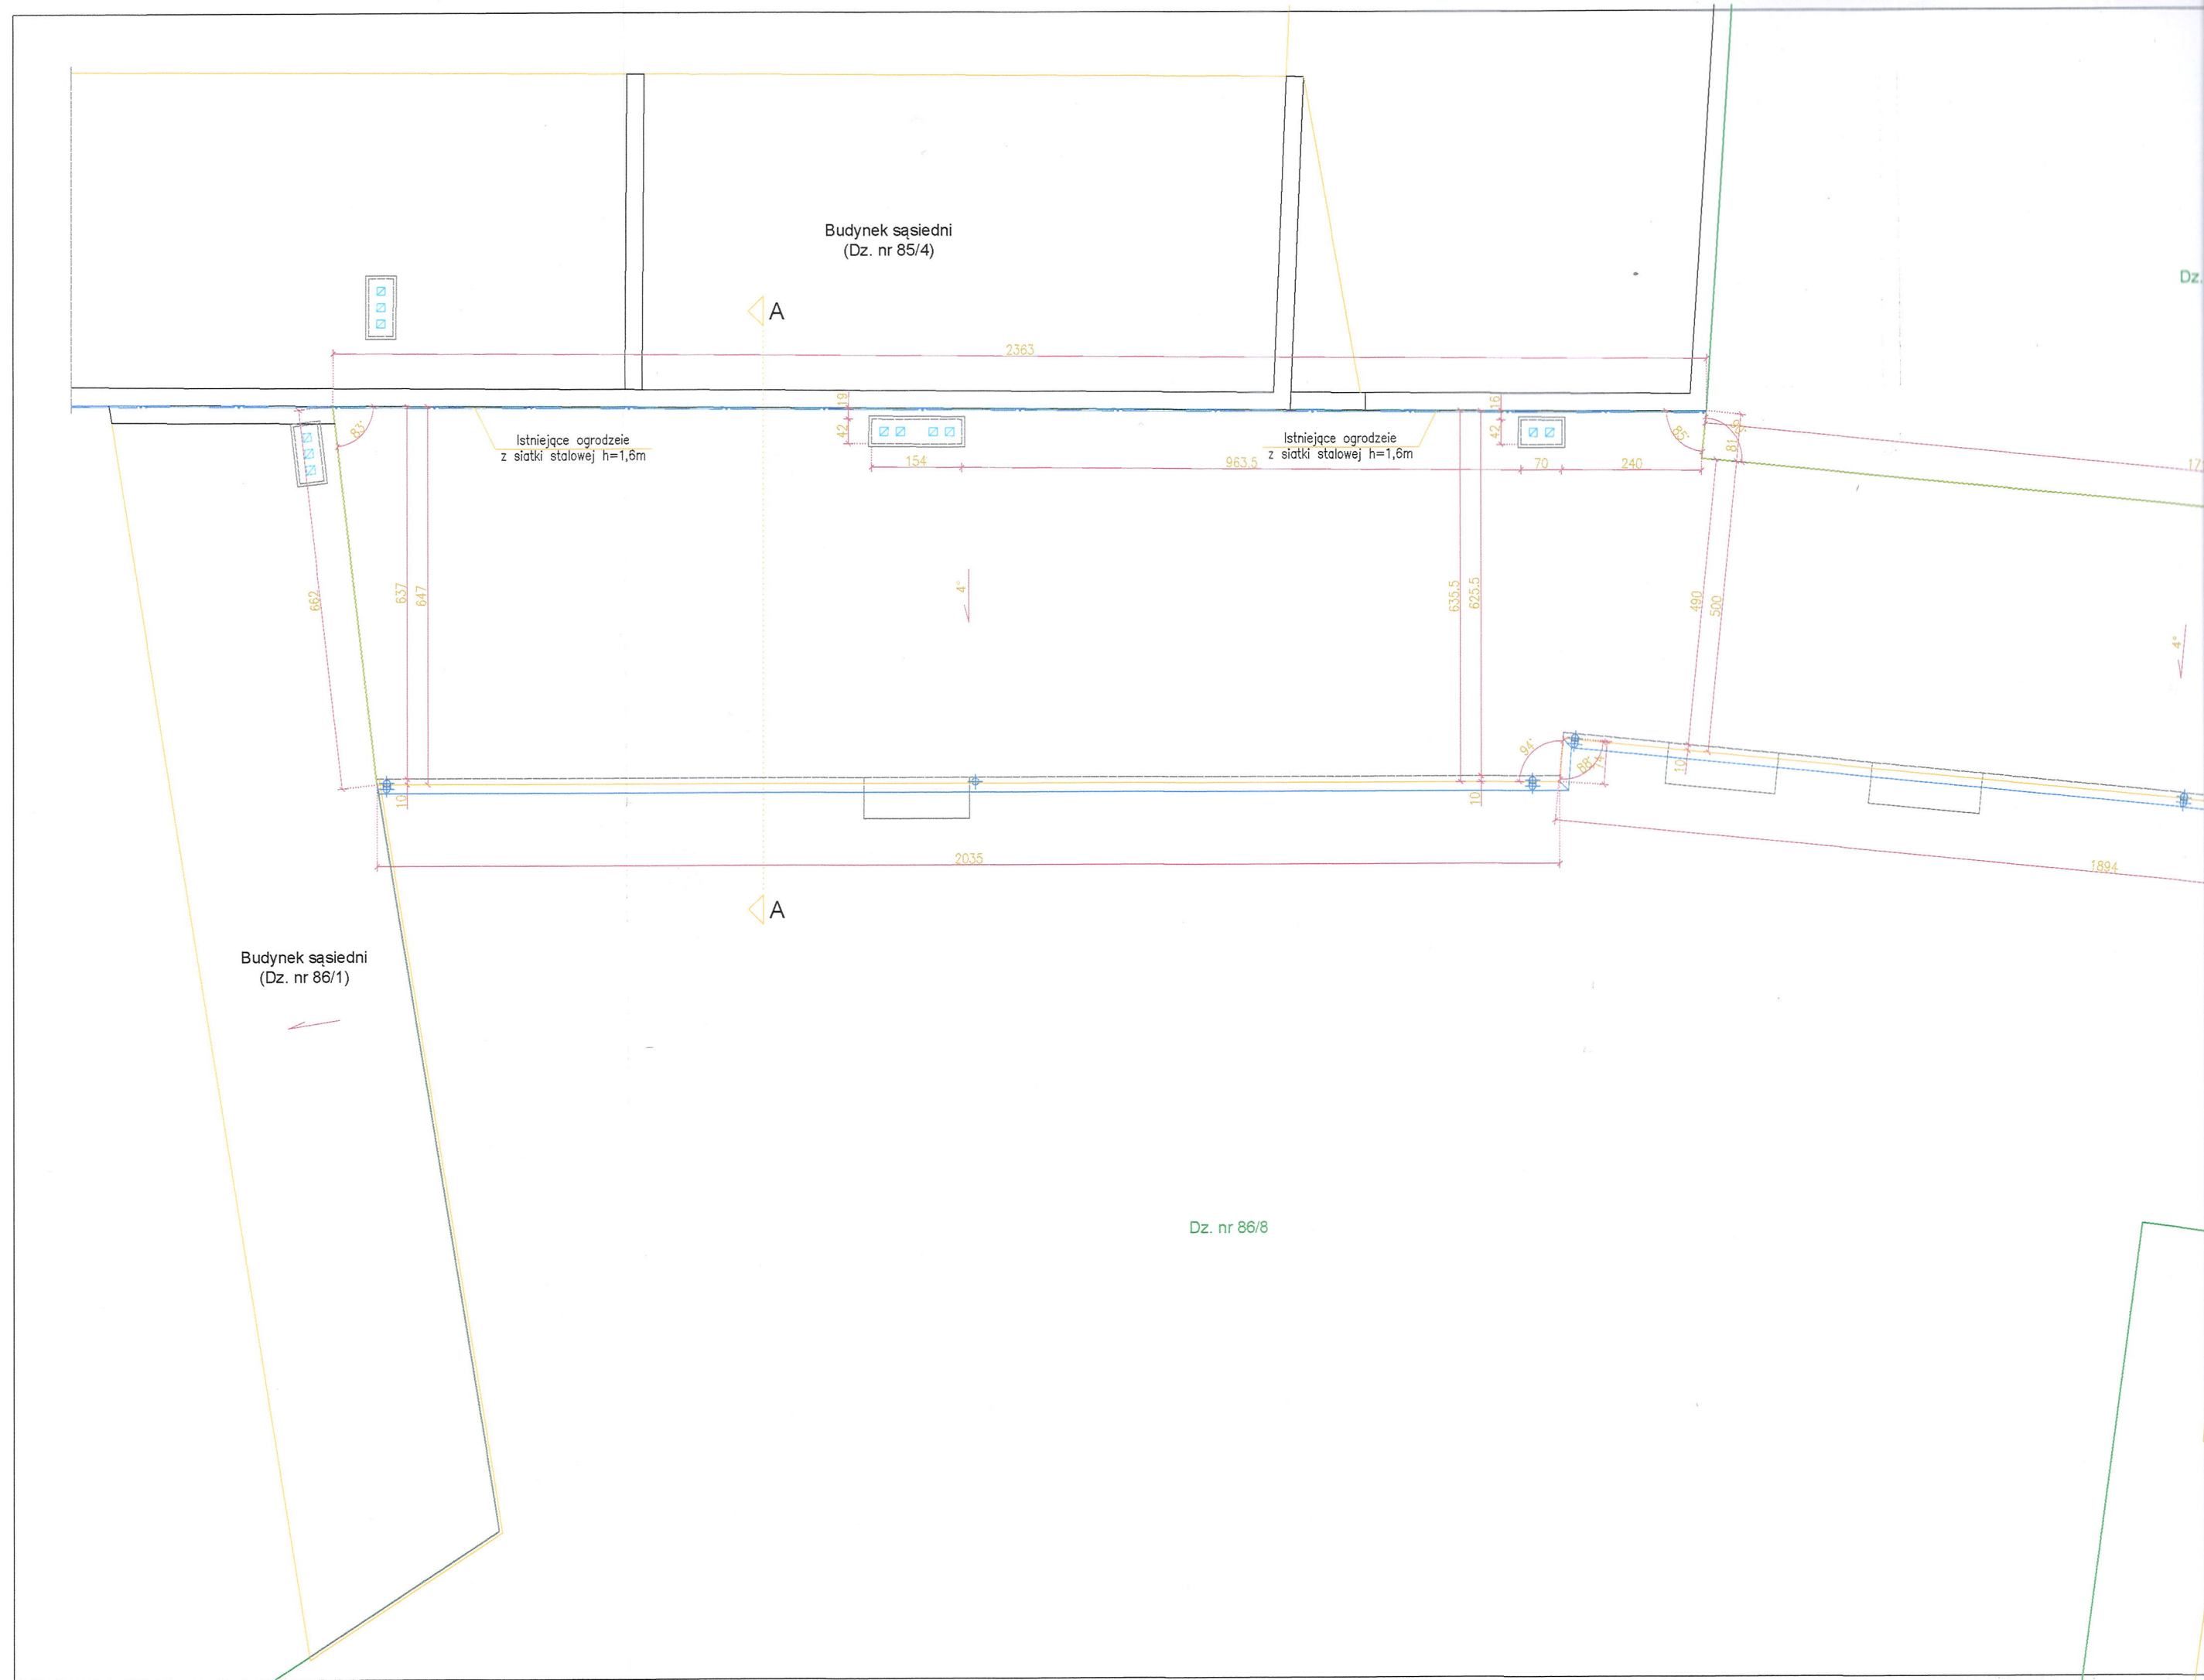 Budynek sąsiedni
(Dz. nr 85/4)
Dz.
A
2363
19
42
16
42
83°
Istniejące ogrodzeie
z siatki stalowej h=1,6m
Istniejące ogrodzeie
z siatki stalowej h=1,6m
85°
81
154
963.5
70
240
662
637
647
4°
635.5
625.5
490
500
4°
94°
88°
10
10
10
2035
1894
A
Budynek sąsiedni
(Dz. nr 86/1)
Dz. nr 86/8